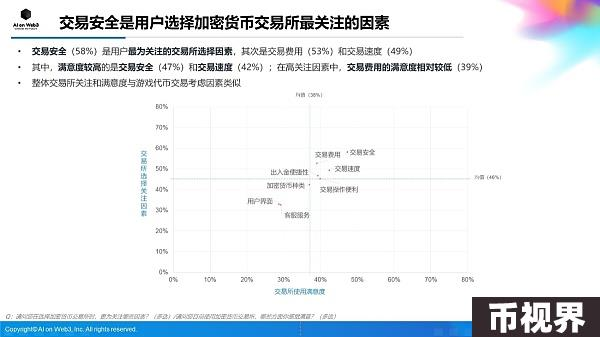 AI on Web3
交易安全是用户选择加密货币交易所最关注的因素
• 交易安全（58%）是用户最为关注的交易所选择因素，其次是交易费用（53%）和交易速度（49%）
• 其中，满意度较高的是交易安全（47%）和交易速度（42%）；在高关注因素中，交易费用的满意度相对较低（39%）
• 整体交易所关注和满意度与游戏代币交易考虑因素类似
均值（38%）
80%
70%
60%
交易费用
交易安全
50%
出入金便捷性
交易速度
均值（46%）
加密货币种类
交易操作便利
40%
用户界面
30%
客服服务
20%
10%
0%
交易所选择关注因素
0% 10% 20% 30% 40% 50% 60% 70% 80%
交易所使用满意度
Copyright© AI on Web3, Inc. All rights reserved.
币视界